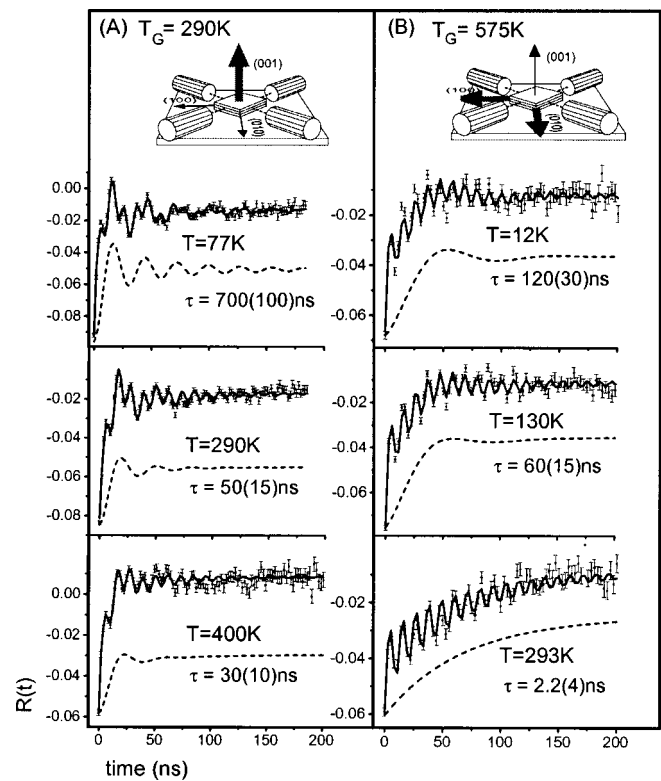 (A) T_G = 290K
(001)
(100)
(010)
0.00
-0.02
-0.04
-0.06
-0.08
T=77K
τ = 700(100)ns
-0.02
-0.04
-0.06
-0.08
T=290K
τ = 50(15)ns
0.00
-0.02
-0.04
-0.06
T=400K
τ = 30(10)ns
R(t)
0 50 100 150 200
time (ns)
(B) T_G = 575K
(001)
(100)
(010)
-0.02
-0.04
-0.06
T=12K
τ = 120(30)ns
-0.02
-0.04
-0.06
-0.08
T=130K
τ = 60(15)ns
-0.02
-0.04
-0.06
T=293K
τ = 2.2(4)ns
0 50 100 150 200